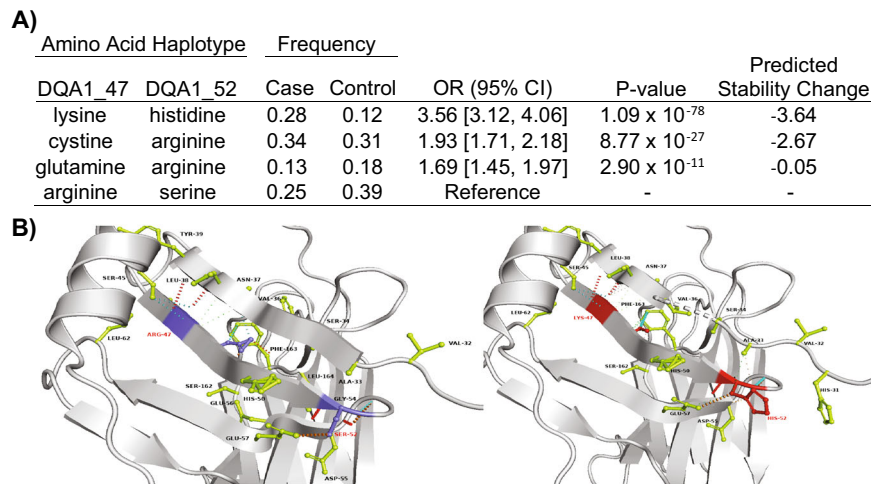 A)
Amino Acid Haplotype Frequency
Predicted
DQA1_47 DQA1_52 Case Control OR (95% CI) P-value Stability Change
lysine histidine 0.28 0.12 3.56 [3.12, 4.06] 1.09 x 10-78 -3.64
cystine arginine 0.34 0.31 1.93 [1.71, 2.18] 8.77 x 10-27 -2.67
glutamine arginine 0.13 0.18 1.69 [1.45, 1.97] 2.90 x 10-11 -0.05
arginine serine 0.25 0.39 Reference - -
B)
TYR-39
SER-45
LEU-38
ASN-37
VAL-36
SER-34
ARG-47
LEU-62
PHE-163
VAL-32
ALA-33
LEU-164
SER-162
HIS-50
GLY-54
GLU-56
GLU-57
SER-52
ASP-55
LEU-38
SER-45
ASN-37
PHE-163
VAL-36
SER-34
LEU-62
LYS-47
ALA-33
VAL-32
SER-162
HIS-50
HIS-31
GLU-57
ASP-55
HIS-52